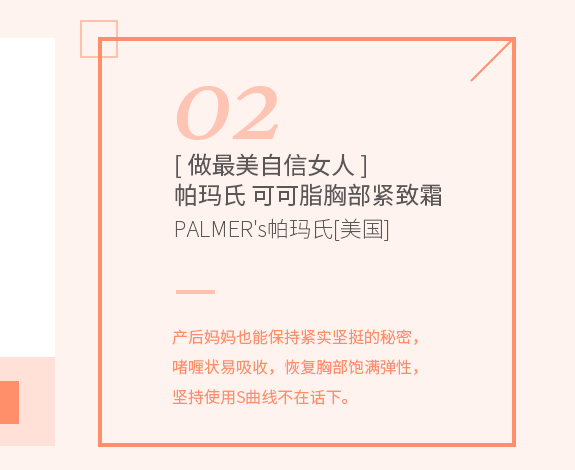 02
[ 做最美自信女人 ]
帕玛氏 可可脂胸部紧致霜
PALMER's帕玛氏[美国]
产后妈妈也能保持紧实坚挺的秘密，
啫喱状易吸收，恢复胸部饱满弹性，
坚持使用S曲线不在话下。